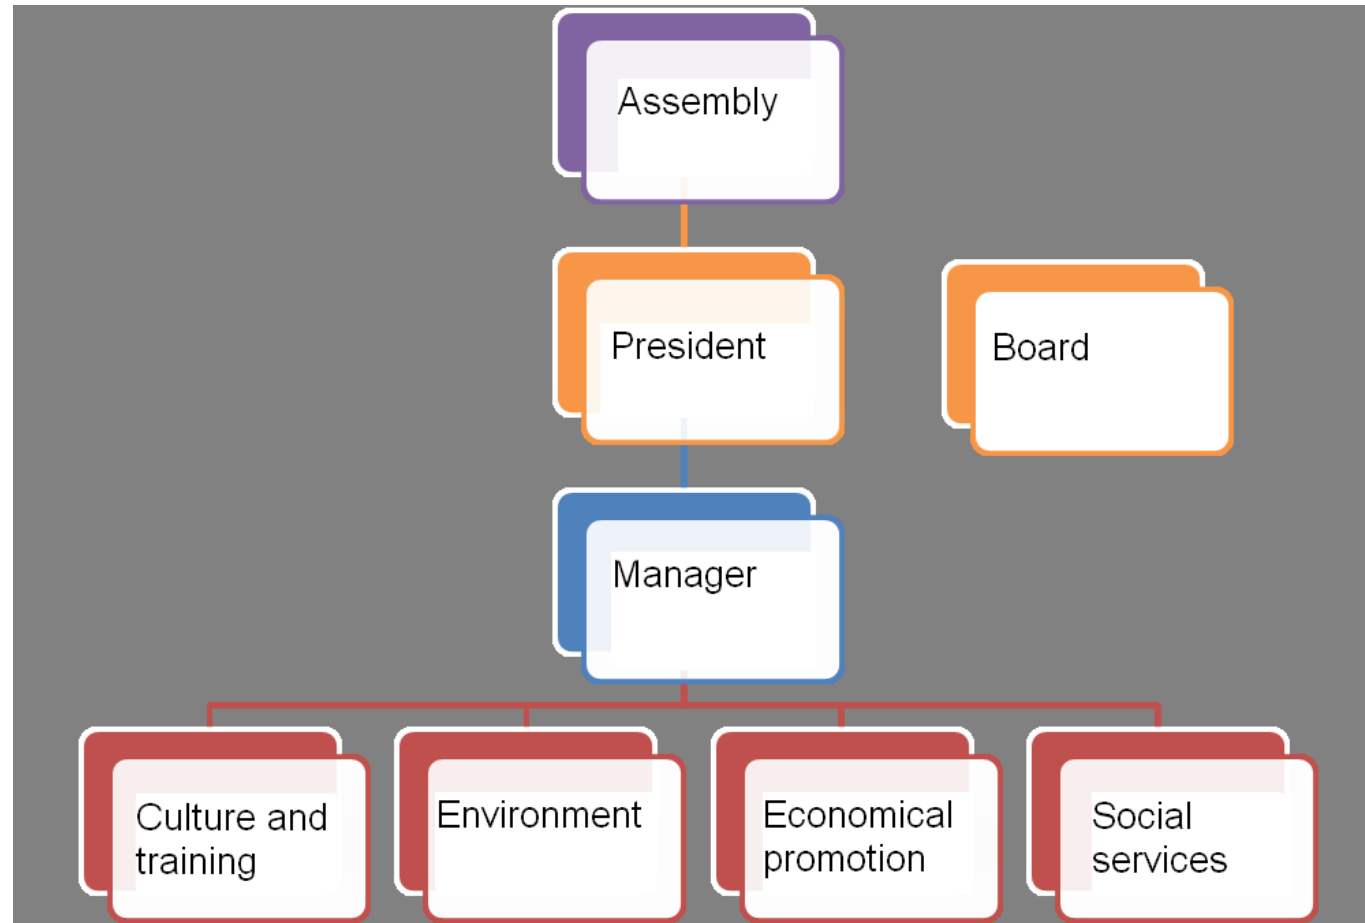 Assembly
President
Board
Manager
Culture and
training
Environment
Economical
promotion
Social
services